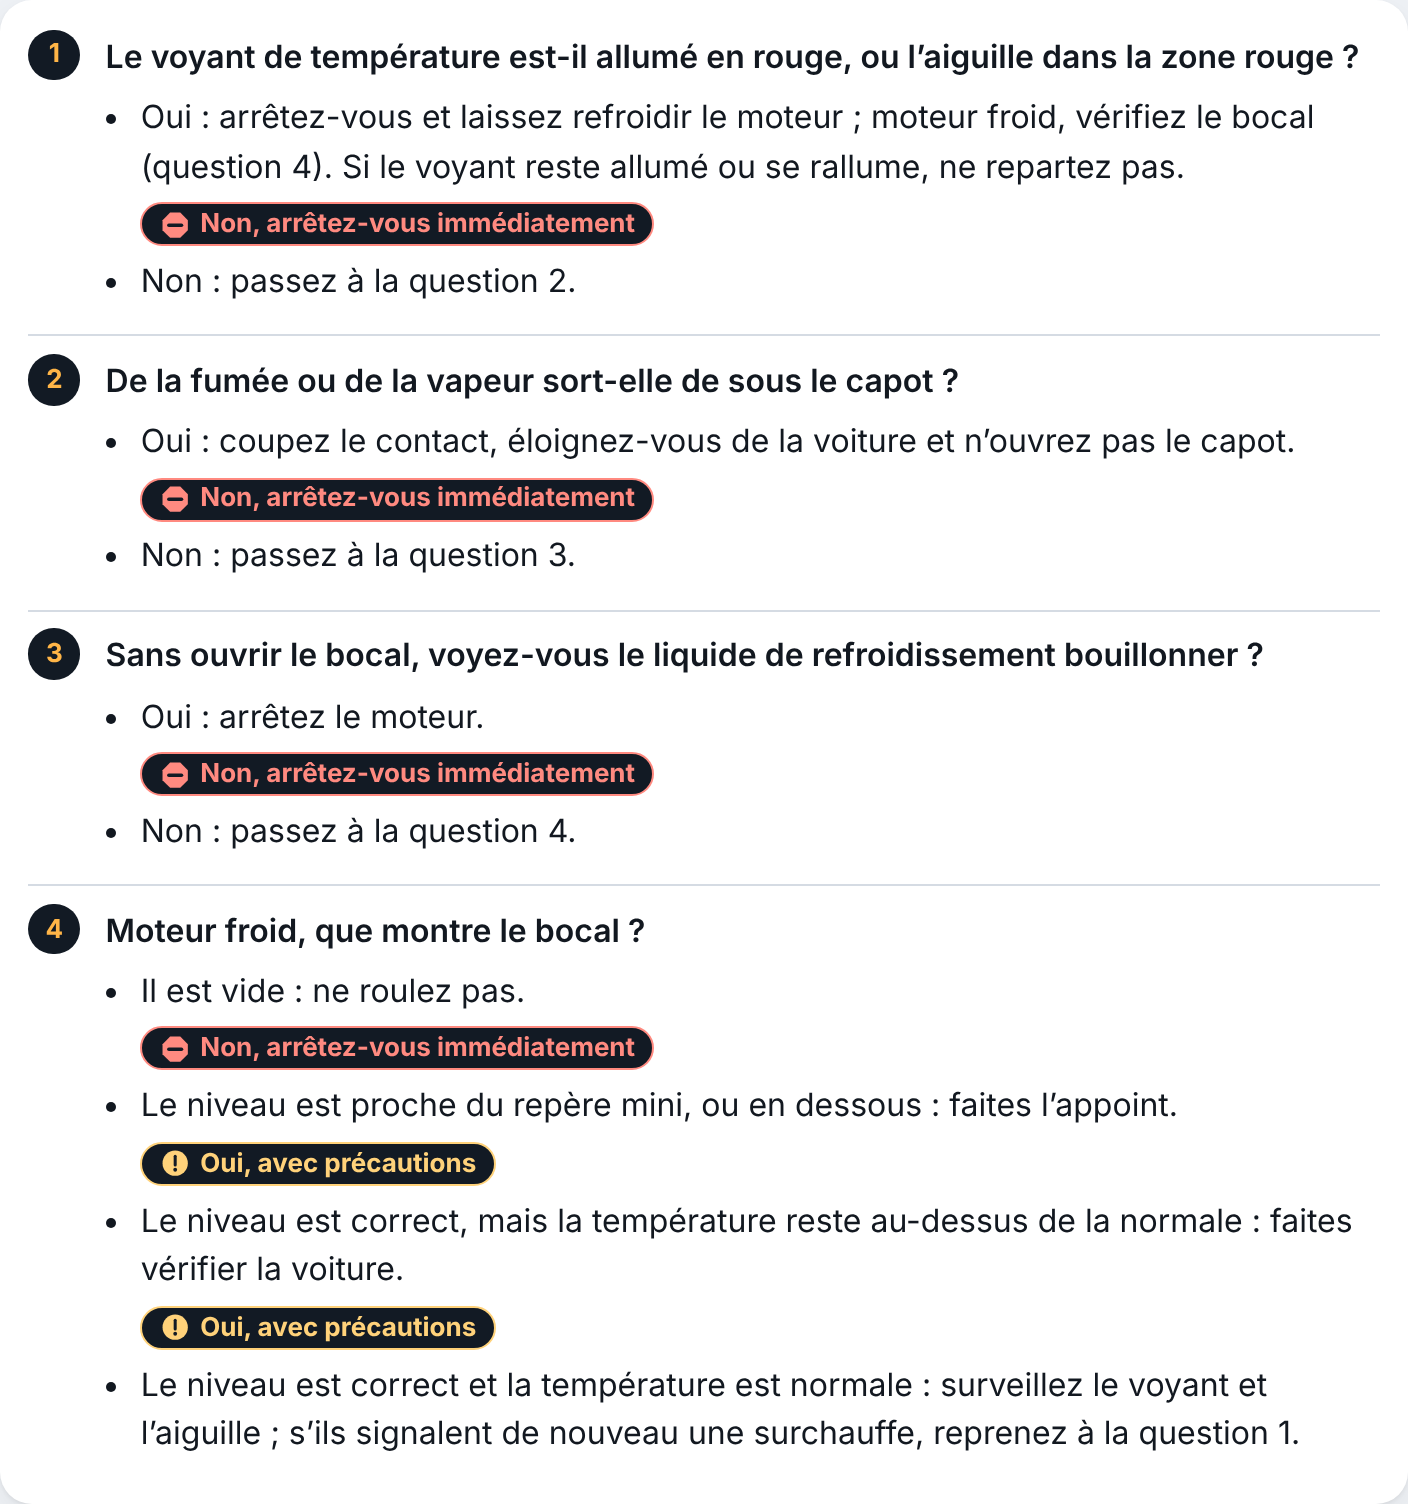 1 Le voyant de température est-il allumé en rouge, ou l’aiguille dans la zone rouge ?
• Oui : arrêtez-vous et laissez refroidir le moteur ; moteur froid, vérifiez le bocal
(question 4). Si le voyant reste allumé ou se rallume, ne repartez pas.
Non, arrêtez-vous immédiatement
• Non : passez à la question 2.
2 De la fumée ou de la vapeur sort-elle de sous le capot ?
• Oui : coupez le contact, éloignez-vous de la voiture et n’ouvrez pas le capot.
Non, arrêtez-vous immédiatement
• Non : passez à la question 3.
3 Sans ouvrir le bocal, voyez-vous le liquide de refroidissement bouillonner ?
• Oui : arrêtez le moteur.
Non, arrêtez-vous immédiatement
• Non : passez à la question 4.
4 Moteur froid, que montre le bocal ?
• Il est vide : ne roulez pas.
Non, arrêtez-vous immédiatement
• Le niveau est proche du repère mini, ou en dessous : faites l’appoint.
Oui, avec précautions
• Le niveau est correct, mais la température reste au-dessus de la normale : faites
vérifier la voiture.
Oui, avec précautions
• Le niveau est correct et la température est normale : surveillez le voyant et
l’aiguille ; s’ils signalent de nouveau une surchauffe, reprenez à la question 1.